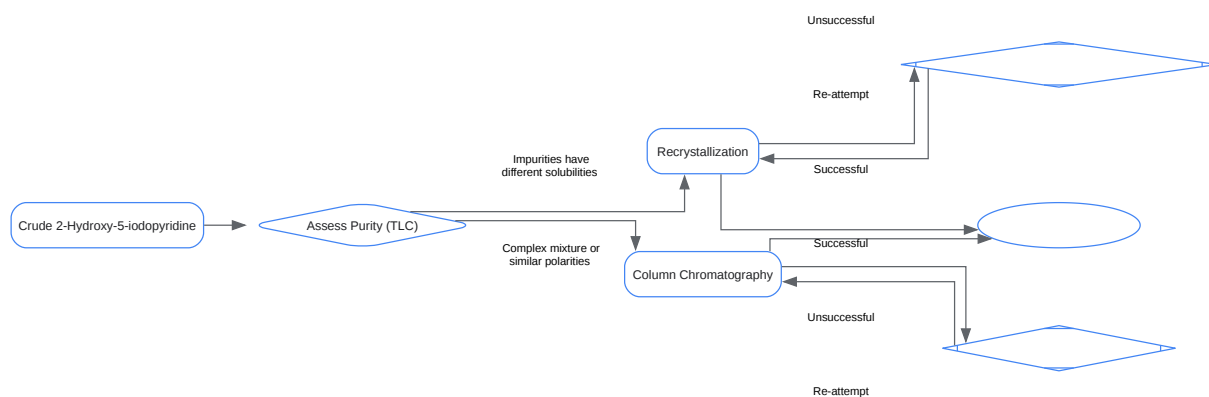 Unsuccessful
Re-attempt
Recrystallization
Impurities have
different solubilities
Successful
Crude 2-Hydroxy-5-iodopyridine
Assess Purity (TLC)
Successful
Complex mixture or
similar polarities
Column Chromatography
Unsuccessful
Re-attempt